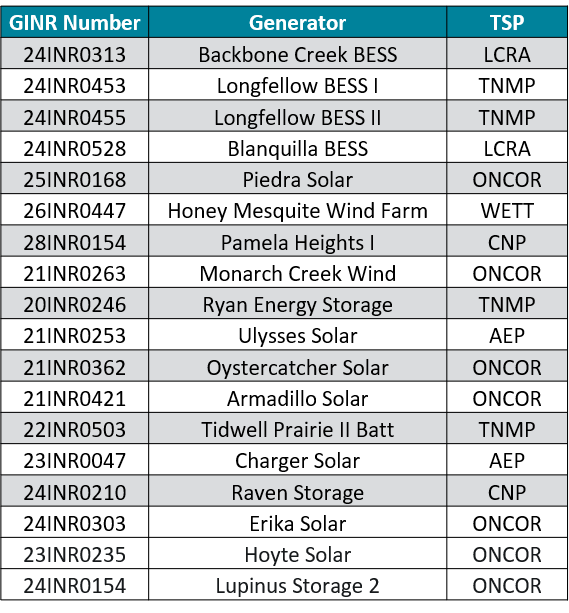 GINR Number Generator TSP
24INR0313 Backbone Creek BESS LCRA
24INR0453 Longfellow BESS I TNMP
24INR0455 Longfellow BESS II TNMP
24INR0528 Blanquilla BESS LCRA
25INR0168 Piedra Solar ONCOR
26INR0447 Honey Mesquite Wind Farm WETT
28INR0154 Pamela Heights I CNP
21INR0263 Monarch Creek Wind ONCOR
20INR0246 Ryan Energy Storage TNMP
21INR0253 Ulysses Solar AEP
21INR0362 Oystercatcher Solar ONCOR
21INR0421 Armadillo Solar ONCOR
22INR0503 Tidwell Prairie II Batt TNMP
23INR0047 Charger Solar AEP
24INR0210 Raven Storage CNP
24INR0303 Erika Solar ONCOR
23INR0235 Hoyte Solar ONCOR
24INR0154 Lupinus Storage 2 ONCOR